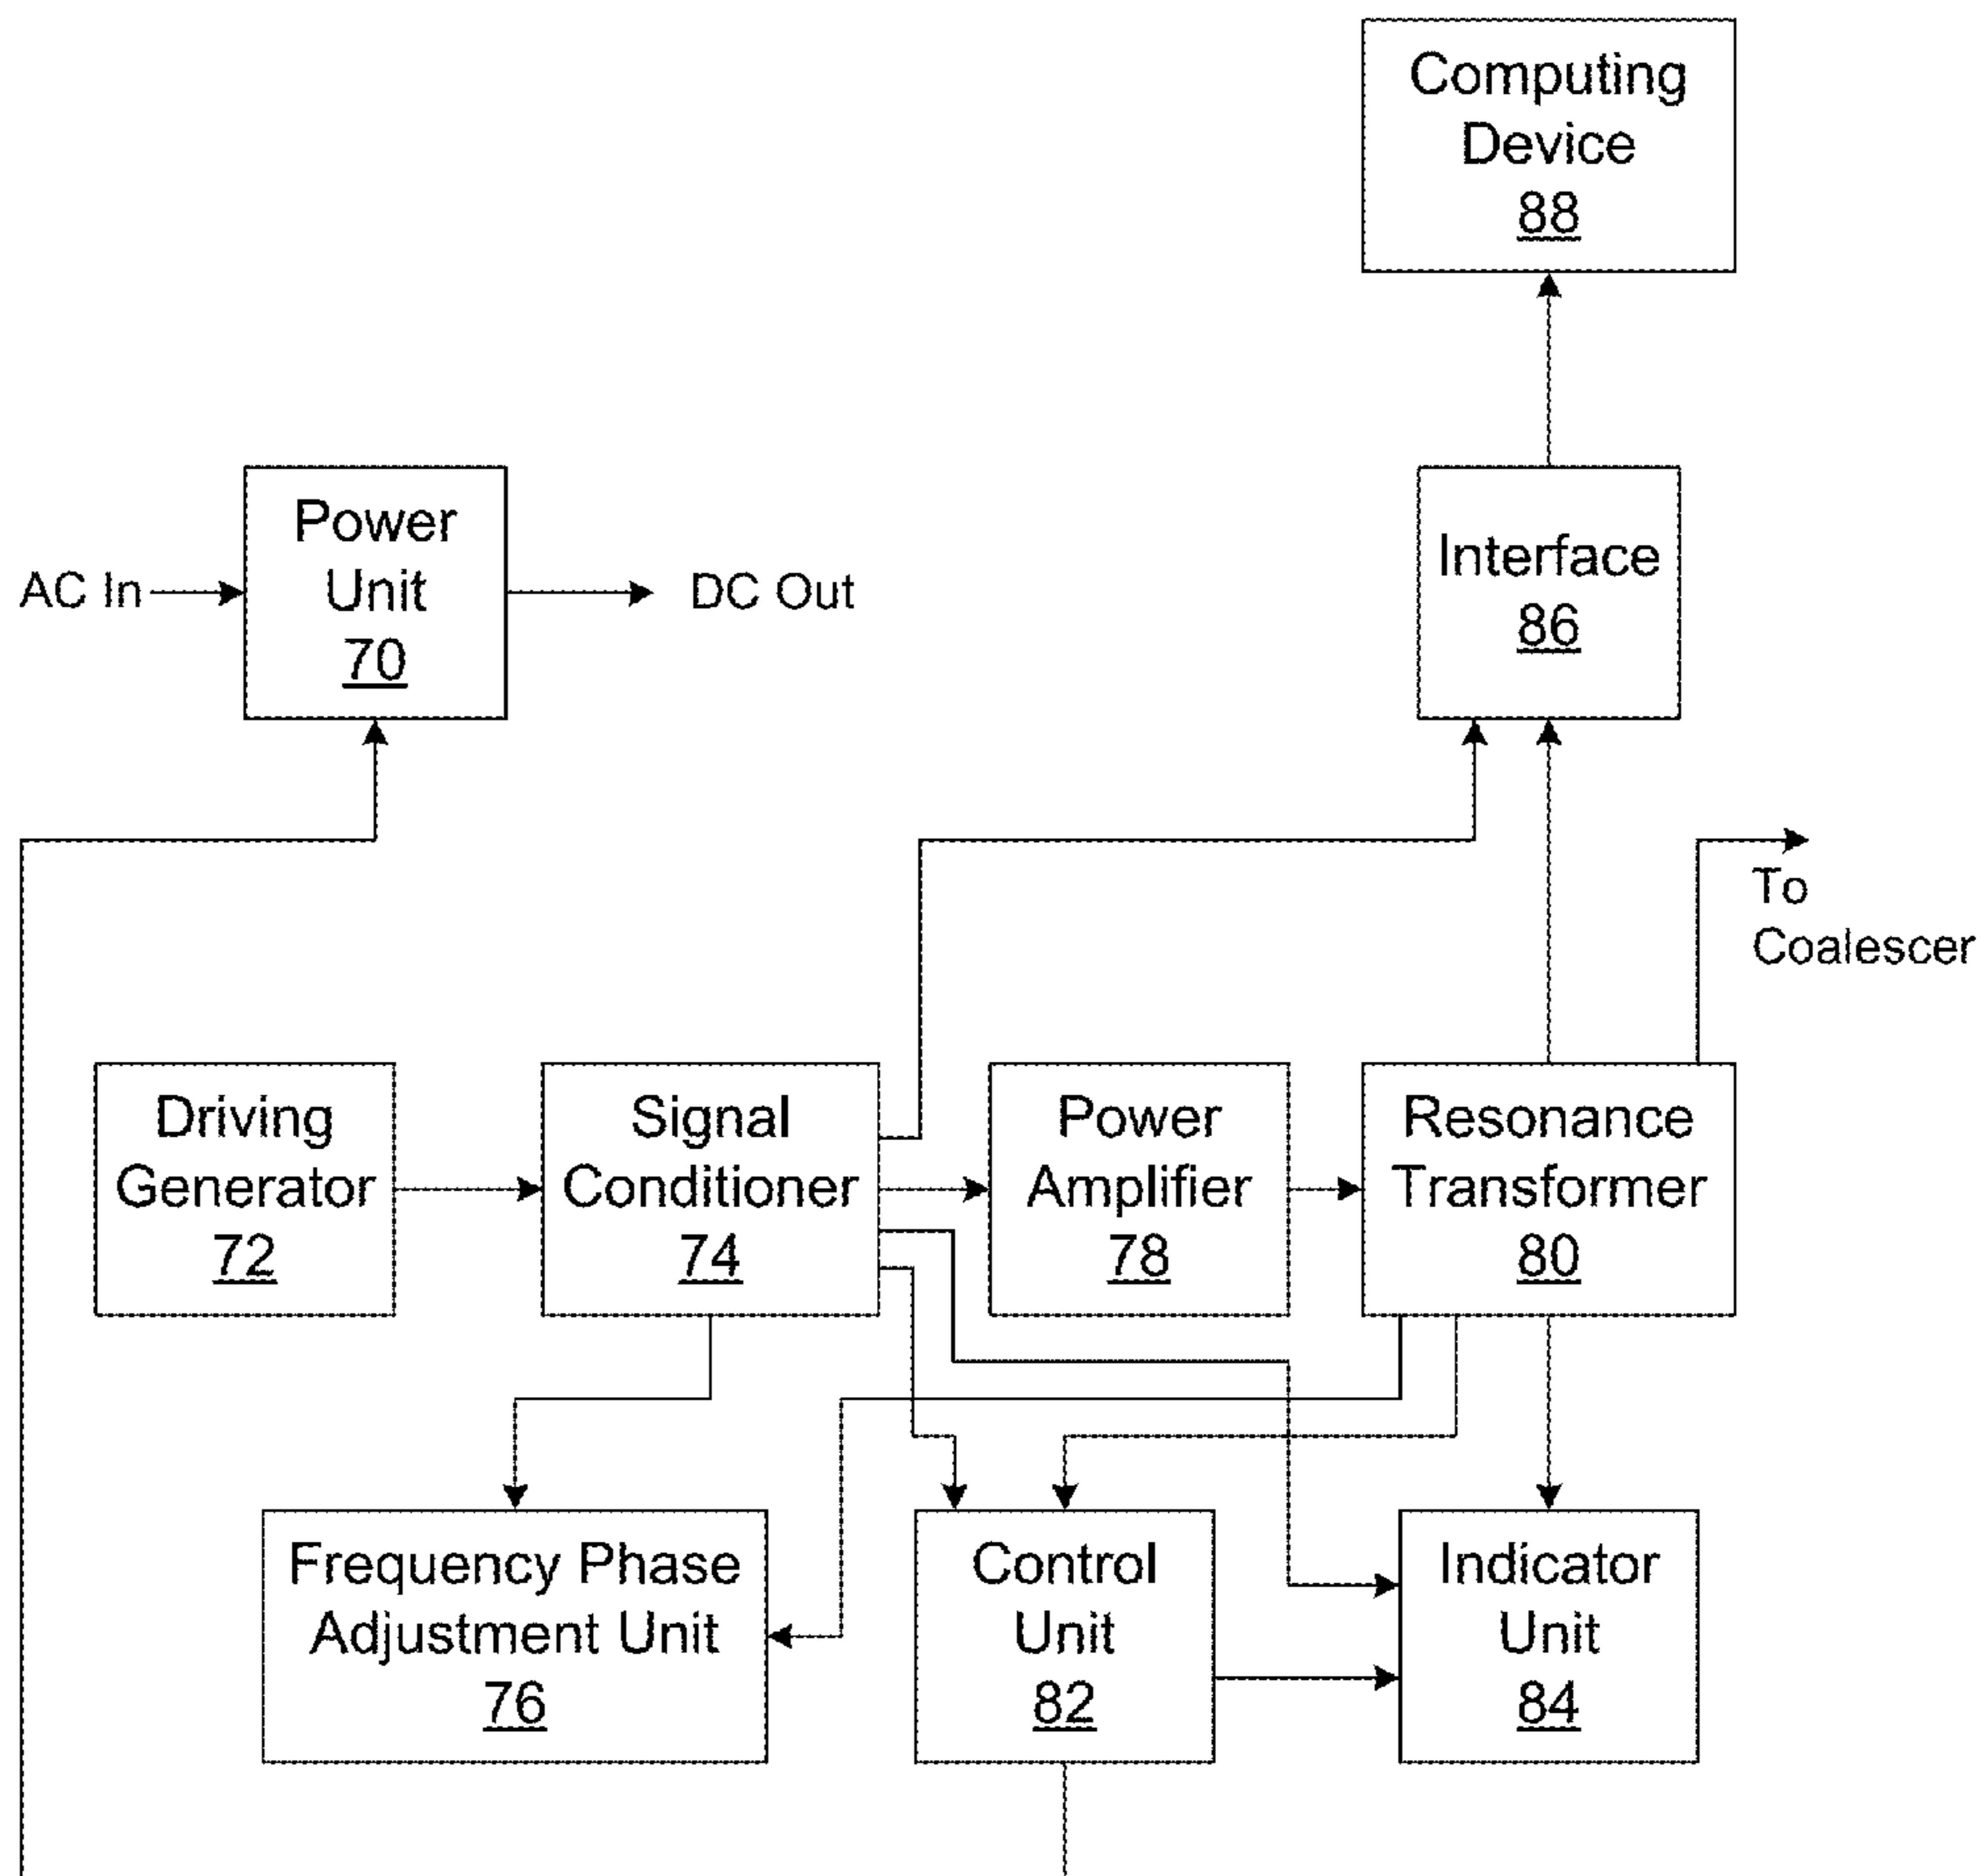 Computing
Device
88
Power
Unit
70
AC In
DC Out
Interface
86
To
Coalescer
Driving
Generator
72
Signal
Conditioner
74
Power
Amplifier
78
Resonance
Transformer
80
Frequency Phase
Adjustment Unit
76
Control
Unit
82
Indicator
Unit
84